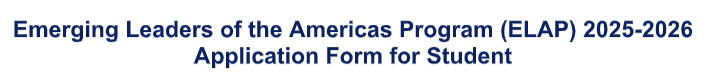 Emerging Leaders of the Americas Program (ELAP) 2025-2026
Application Form for Student